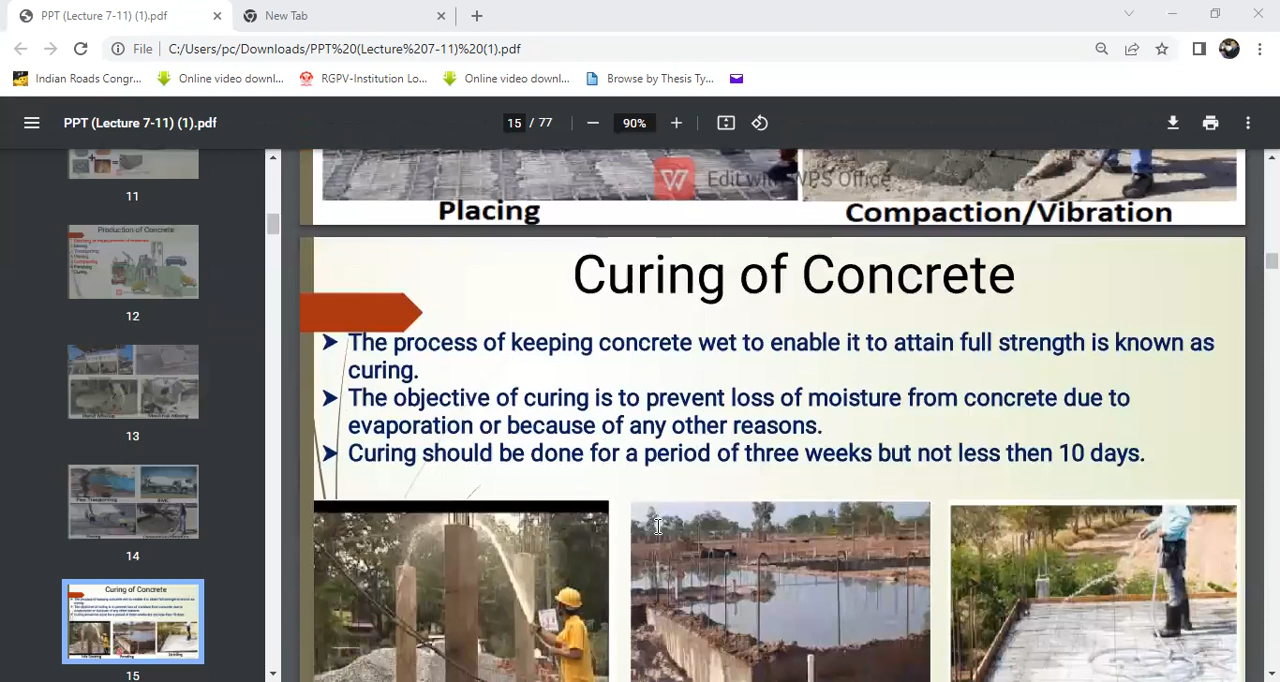 PPT (Lecture 7-11) (1).pdf
New Tab
File
C:/Users/pc/Downloads/PPT%20(Lecture%207-11)%20(1).pdf
Indian Roads Congr...
Online video downl...
RGPV-Institution Lo...
Online video downl...
Browse by Thesis Ty...
PPT (Lecture 7-11) (1).pdf
15 / 77
90%
11
Production of Concrete
12
13
14
Curing of Concrete
15
Edit with WPS Office
Placing
Compaction/Vibration
Curing of Concrete
The process of keeping concrete wet to enable it to attain full strength is known as
curing.
The objective of curing is to prevent loss of moisture from concrete due to
evaporation or because of any other reasons.
Curing should be done for a period of three weeks but not less then 10 days.